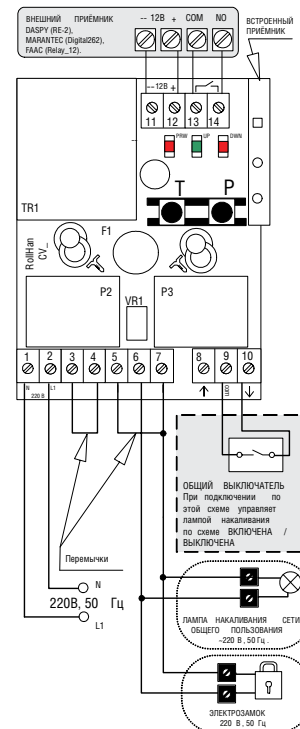 ВНЕШНИЙ ПРИЁМНИК
DASPY (RE-2),
MARANTEC (Digital262),
FAAC (Relay_12).
-- 12В + COM NO
ВСТРОЕННЫЙ
ПРИЁМНИК
--12В +
11 12 13 14
PRW UP DWN
T P
TR1
F1
RollHan
CV_
P2 VR1 P3
1 2 3 4 5 6 7 8 9 10
N L1
220 В
ОБЩИЙ ВЫКЛЮЧАТЕЛЬ
При подключении по
этой схеме управляет
лампой накаливания
по схеме ВКЛЮЧЕНА /
ВЫКЛЮЧЕНА
Перемычки
N
220В, 50 Гц
L1
ЛАМПА НАКАЛИВАНИЯ СЕТИ
ОБЩЕГО ПОЛЬЗОВАНИЯ
~220 В, 50 Гц.
ЭЛЕКТРОЗАМОК
220 В, 50 Гц